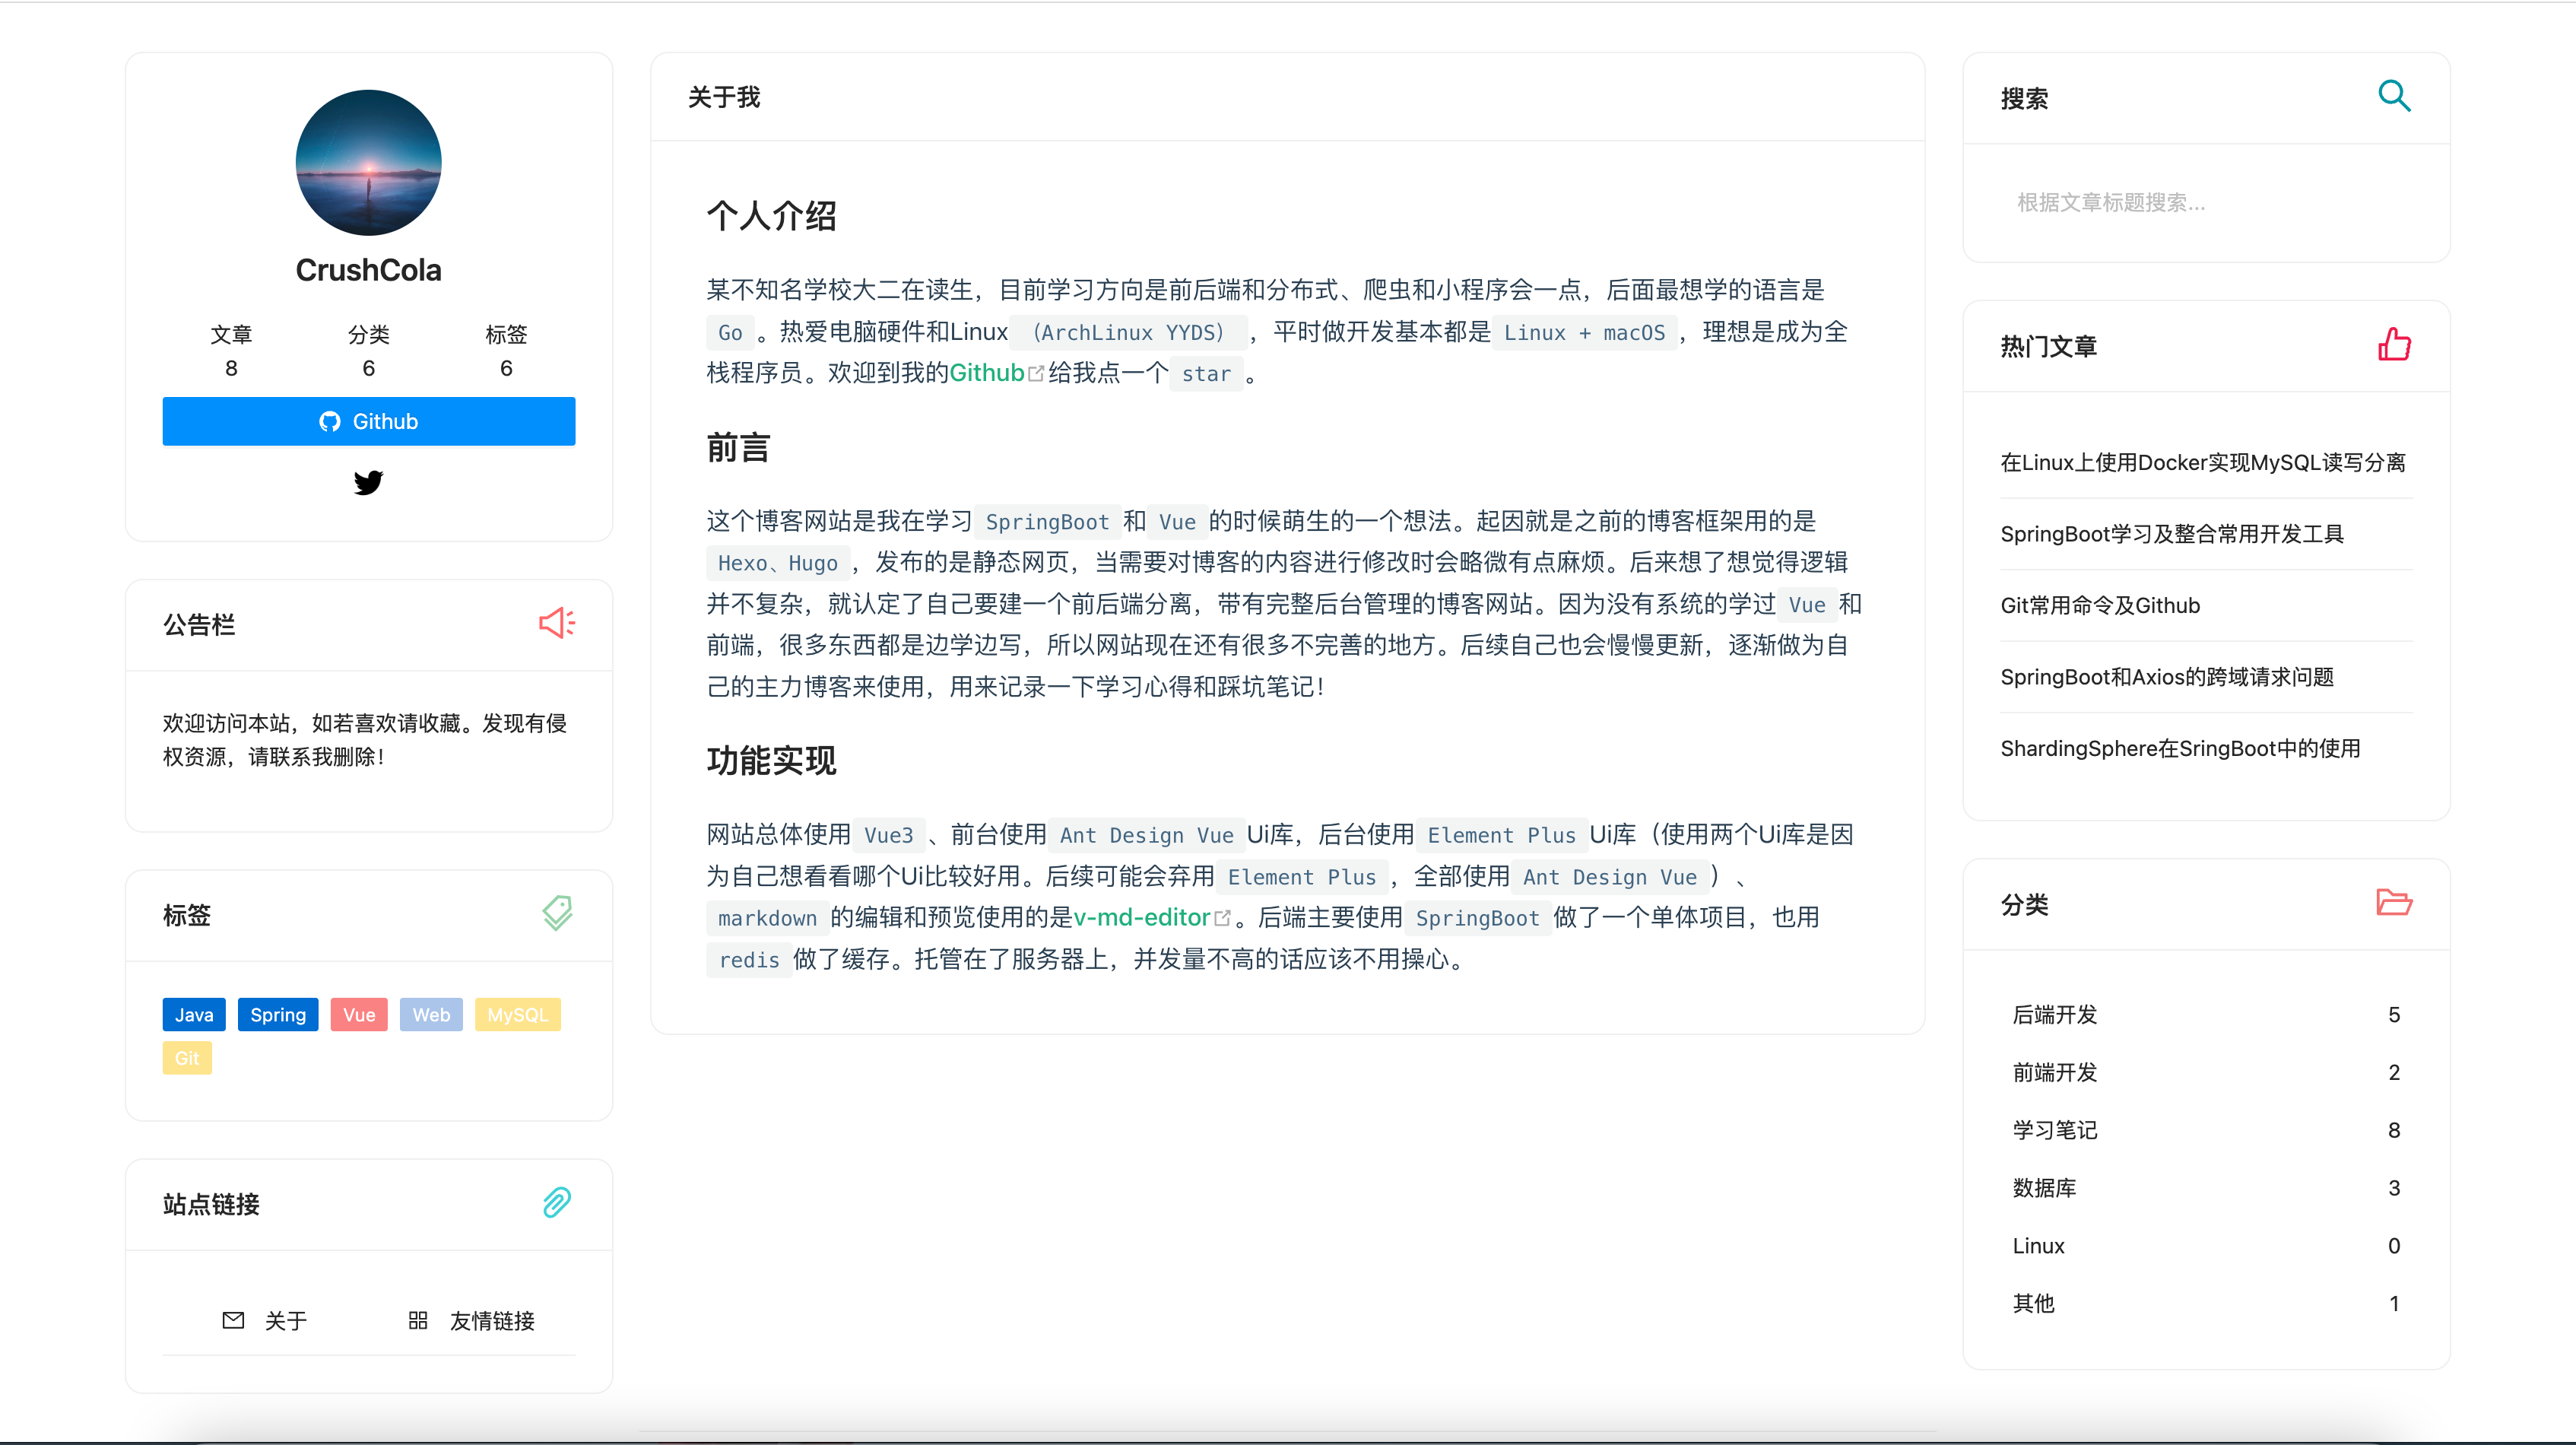 CrushCola
文章 分类 标签
8 6 6
Github
公告栏
欢迎访问本站，如若喜欢请收藏。发现有侵
权资源，请联系我删除！
标签
Java Spring Vue Web MySQL
Git
站点链接
关于 友情链接
关于我
个人介绍
某不知名学校大二在读生，目前学习方向是前后端和分布式、爬虫和小程序会一点，后面最想学的语言是
Go 。热爱电脑硬件和Linux （ArchLinux YYDS） ，平时做开发基本都是 Linux + macOS ，理想是成为全
栈程序员。欢迎到我的Github给我点一个 star 。
前言
这个博客网站是我在学习 SpringBoot 和 Vue 的时候萌生的一个想法。起因就是之前的博客框架用的是
Hexo、Hugo ，发布的是静态网页，当需要对博客的内容进行修改时会略微有点麻烦。后来想了想觉得逻辑
并不复杂，就认定了自己要建一个前后端分离，带有完整后台管理的博客网站。因为没有系统的学过 Vue 和
前端，很多东西都是边学边写，所以网站现在还有很多不完善的地方。后续自己也会慢慢更新，逐渐做为自
己的主力博客来使用，用来记录一下学习心得和踩坑笔记！
功能实现
网站总体使用 Vue3 、前台使用 Ant Design Vue Ui库，后台使用 Element Plus Ui库（使用两个Ui库是因
为自己想看看哪个Ui比较好用。后续可能会弃用 Element Plus ，全部使用 Ant Design Vue ）、
markdown 的编辑和预览使用的是v-md-editor。后端主要使用 SpringBoot 做了一个单体项目，也用
redis 做了缓存。托管在了服务器上，并发量不高的话应该不用操心。
搜索
根据文章标题搜索...
热门文章
在Linux上使用Docker实现MySQL读写分离
SpringBoot学习及整合常用开发工具
Git常用命令及Github
SpringBoot和Axios的跨域请求问题
ShardingSphere在SringBoot中的使用
分类
后端开发 5
前端开发 2
学习笔记 8
数据库 3
Linux 0
其他 1